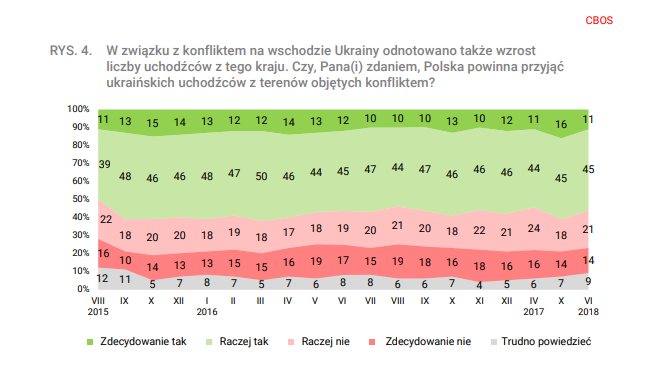 CBOS
RYS. 4. W związku z konfliktem na wschodzie Ukrainy odnotowano także wzrost
liczby uchodźców z tego kraju. Czy, Pana(i) zdaniem, Polska powinna przyjąć
ukraińskich uchodźców z terenów objętych konfliktem?
100% 11 13 15 14 13 12 12 14 13 12 10 10 10 13 10 12 11 16 11
90%
80%
70% 39 48 46 46 48 47 50 46 44 45 47 44 47 46 46 46 44 45 45
60%
50%
40% 22 18 20 20 18 19 18 17 18 19 20 21 20 18 22 21 24 18 21
30%
20% 16 10 14 13 13 15 15 16 19 17 15 19 18 16 18 16 16 14 14
10% 12 11 5 7 8 7 5 7 6 8 8 6 6 7 4 5 6 7 9
0%
VIII IX X XII I II III IV V VI VII VIII IX X XI XII IV X VI
2015 2016 2017 2018
Zdecydowanie tak Raczej tak Raczej nie Zdecydowanie nie Trudno powiedzieć